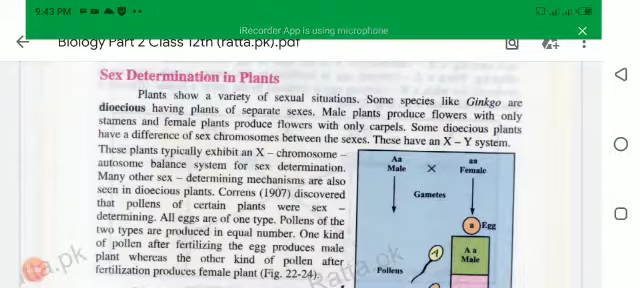 9:43 PM
iRecorder App is using microphone
Biology Part 2 Class 12th (ratta.pk).pdf
Sex Determination in Plants
Plants show a variety of sexual situations. Some species like Ginkgo are
dioecious having plants of separate sexes. Male plants produce flowers with only
stamens and female plants produce flowers with only carpels. Some dioecious plants
have a difference of sex chromosomes between the sexes. These have an X – Y system.
These plants typically exhibit an X – chromosome –
autosome balance system for sex determination.
Many other sex – determining mechanisms are also
seen in dioecious plants. Correns (1907) discovered
that pollens of certain plants were sex –
determining. All eggs are of one type. Pollens of the
two types are produced in equal number. One kind
of pollen after fertilizing the egg produces male
plant whereas the other kind of pollen after
fertilization produces female plant (Fig. 22-24).
Aa
Male
X
aa
Female
Gametes
a
Egg
A
A a
Male
Pollens
ratta.pk